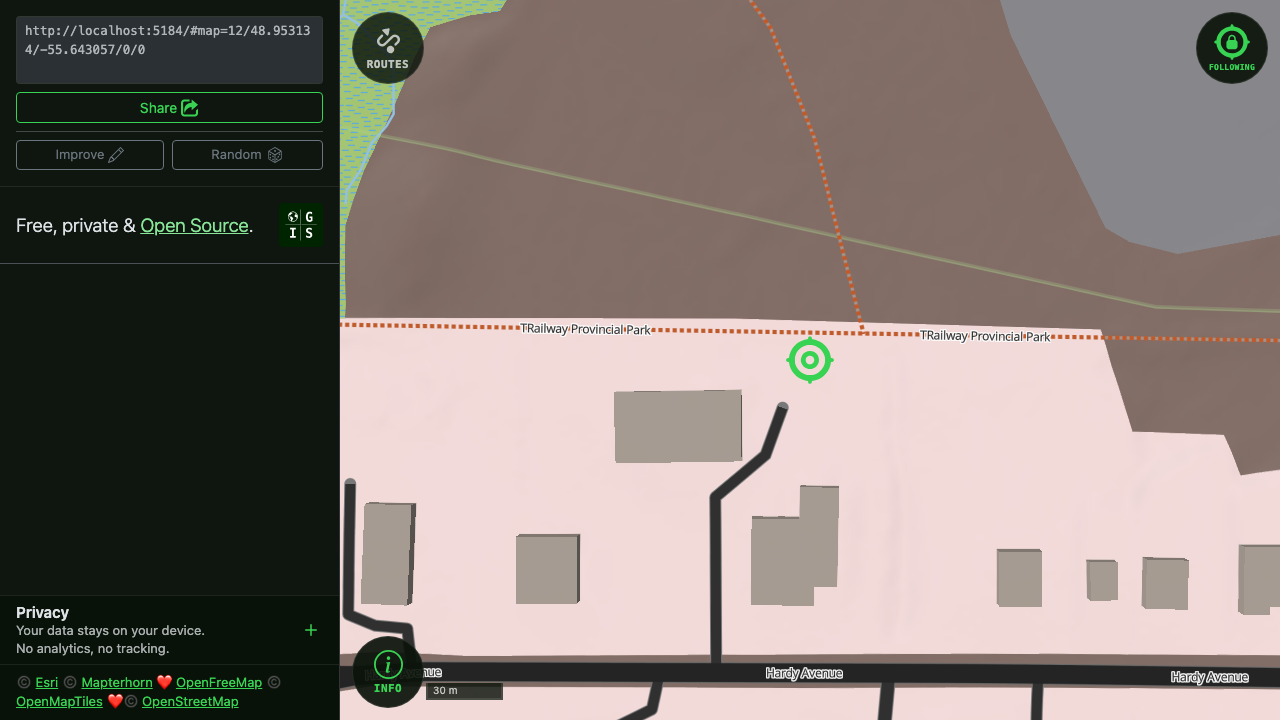 http://localhost:5184/#map=12/48.95313
4/−55.643057/0/0
Share
Improve
Random
Free, private & Open Source.
G
I S
Privacy
Your data stays on your device.
No analytics, no tracking.
+
© Esri © Mapterhorn ❤️ OpenFreeMap ©
OpenMapTiles ❤️© OpenStreetMap
ROUTES
FOLLOWING
TRailway Provincial Park
TRailway Provincial Park
Hardy Avenue
Hardy Avenue
INFO
30 m